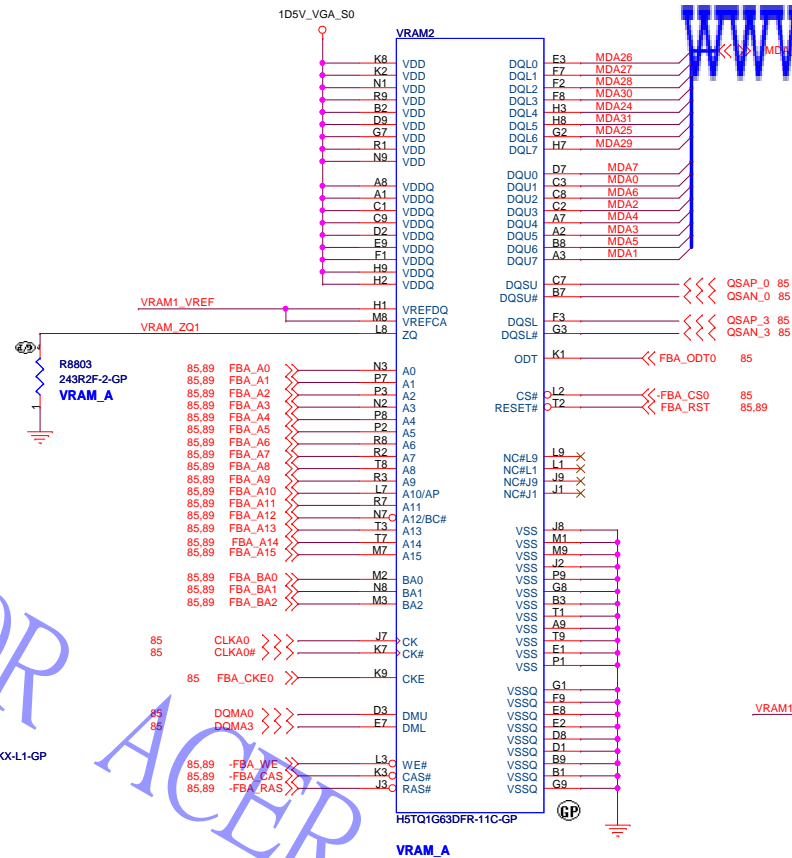 1D5V_VGA_S0
VRAM2
K8 VDD DQL0 E3 MDA26
K2 VDD DQL1 F7 MDA27
N1 VDD DQL2 F2 MDA28
R9 VDD DQL3 F8 MDA30
B2 VDD DQL4 H3 MDA24
D9 VDD DQL5 H8 MDA31
G7 VDD DQL6 G2 MDA25
R1 VDD DQL7 H7 MDA29
N9 VDD
A8 VDDQ DQU0 D7 MDA7
A1 VDDQ DQU1 C3 MDA0
C1 VDDQ DQU2 C8 MDA6
C9 VDDQ DQU3 C2 MDA2
D2 VDDQ DQU4 A7 MDA4
E9 VDDQ DQU5 A2 MDA3
F1 VDDQ DQU6 B8 MDA5
H9 VDDQ DQU7 A3 MDA1
H2 VDDQ
DQSU C7 QSAP_0 85
DQSU# B7 QSAN_0 85
VRAM1_VREF H1 VREFDQ
M8 VREFCA DQSL F3 QSAP_3 85
VRAM_ZQ1 L8 ZQ DQSL# G3 QSAN_3 85
ODT K1 FBA_ODT0 85
R8803
243R2F-2-GP
VRAM_A
1
85,89 FBA_A0 N3 A0
85,89 FBA_A1 P7 A1
85,89 FBA_A2 P3 A2 CS# L2 -FBA_CS0 85
85,89 FBA_A3 N2 A3 RESET# T2 FBA_RST 85,89
85,89 FBA_A4 P8 A4
85,89 FBA_A5 P2 A5
85,89 FBA_A6 R8 A6
85,89 FBA_A7 R2 A7 NC#L9 L9
85,89 FBA_A8 T8 A8 NC#L1 L1
85,89 FBA_A9 R3 A9 NC#J9 J9
85,89 FBA_A10 L7 A10/AP NC#J1 J1
85,89 FBA_A11 R7 A11
85,89 FBA_A12 N7 A12/BC#
85,89 FBA_A13 T3 A13 VSS J8
85,89 FBA_A14 T7 A14 VSS M1
85,89 FBA_A15 M7 A15 VSS M9
VSS J2
85,89 FBA_BA0 M2 BA0 VSS P9
85,89 FBA_BA1 N8 BA1 VSS G8
85,89 FBA_BA2 M3 BA2 VSS B3
VSS T1
VSS A9
85 CLKA0 J7 CK VSS T9
85 CLKA0# K7 CK# VSS E1
VSS P1
85 FBA_CKE0 K9 CKE
VSSQ G1
VSSQ F9
85 DQMA0 D3 DMU VSSQ E8
85 DQMA3 E7 DML VSSQ E2
VSSQ D8
VSSQ D1
85,89 -FBA_WE L3 WE# VSSQ B9
85,89 -FBA_CAS K3 CAS# VSSQ B1
85,89 -FBA_RAS J3 RAS# VSSQ G9
VRAM1
KX-L1-GP
H5TQ1G63DFR-11C-GP
GP
VRAM_A
OR ACER